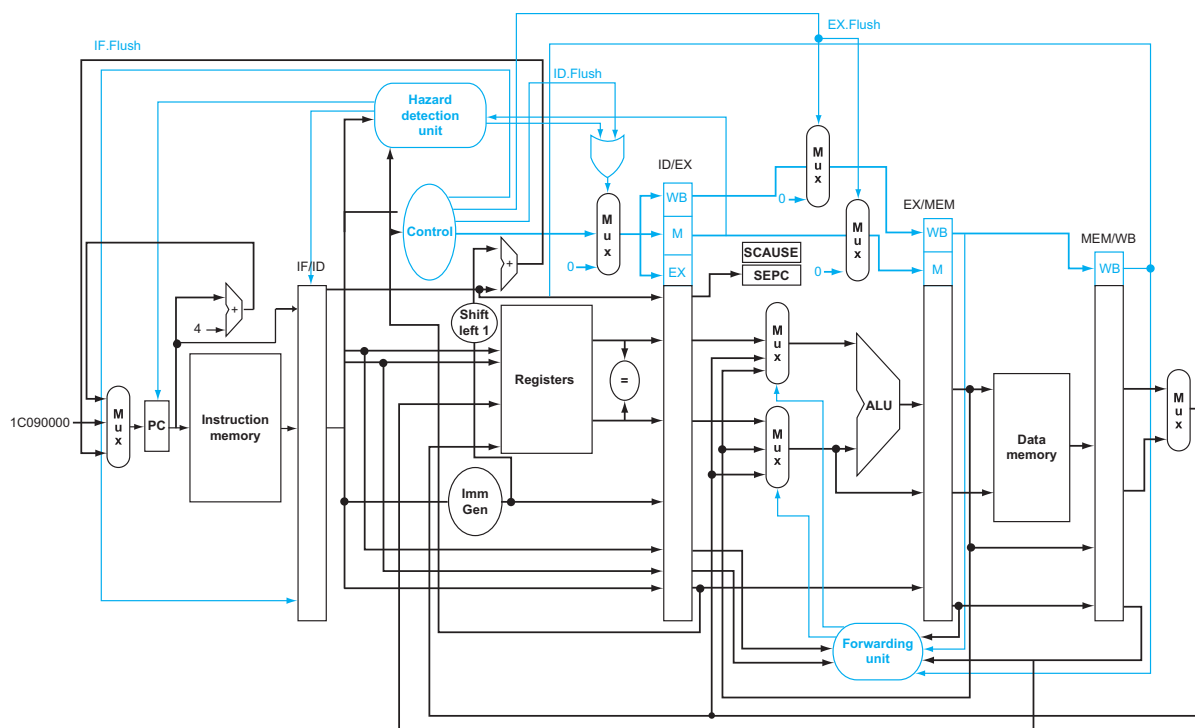 IF.Flush
EX.Flush
ID.Flush
Hazard
detection
unit
Control
M
u
x
0
ID/EX
WB
M
EX
M
u
x
0
M
u
x
0
EX/MEM
WB
M
MEM/WB
WB
SCAUSE
SEPC
IF/ID
4
+
+
Shift
left 1
1C090000
M
u
x
PC
Instruction
memory
Registers
=
Imm
Gen
M
u
x
M
u
x
ALU
Data
memory
M
u
x
Forwarding
unit